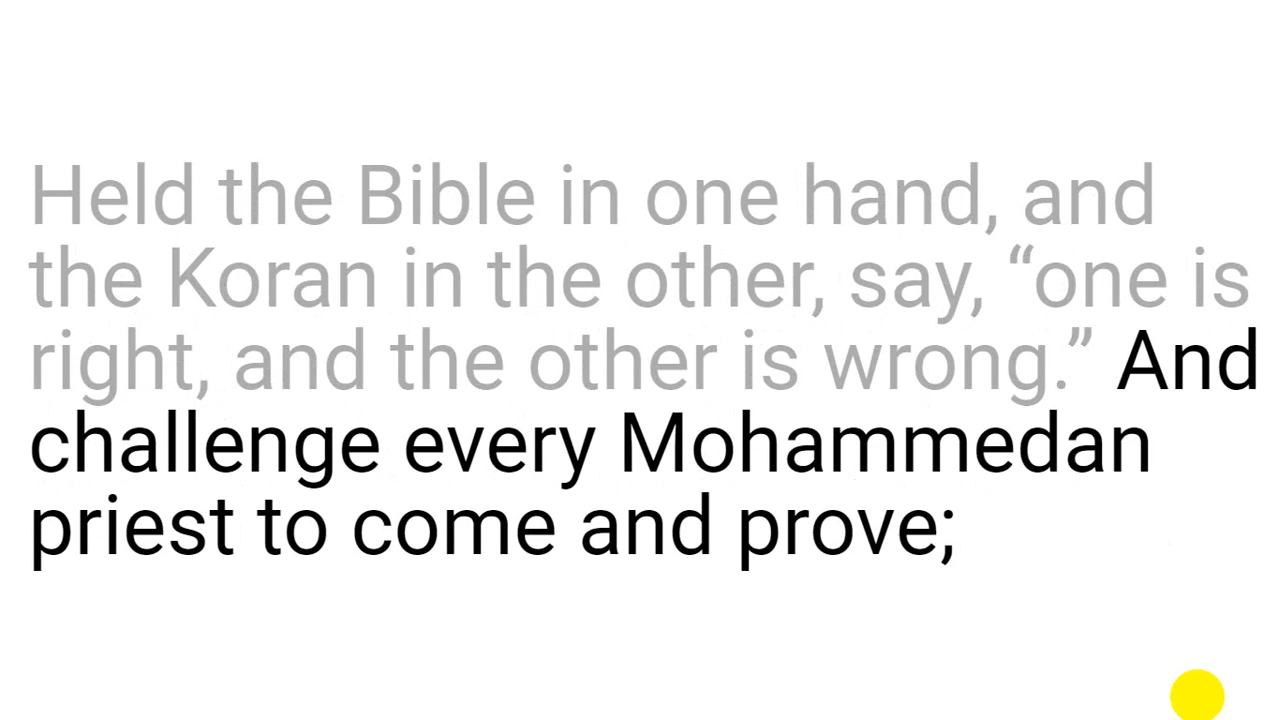 Held the Bible in one hand, and
the Koran in the other, say, “one is
right, and the other is wrong.” And
challenge every Mohammedan
priest to come and prove;